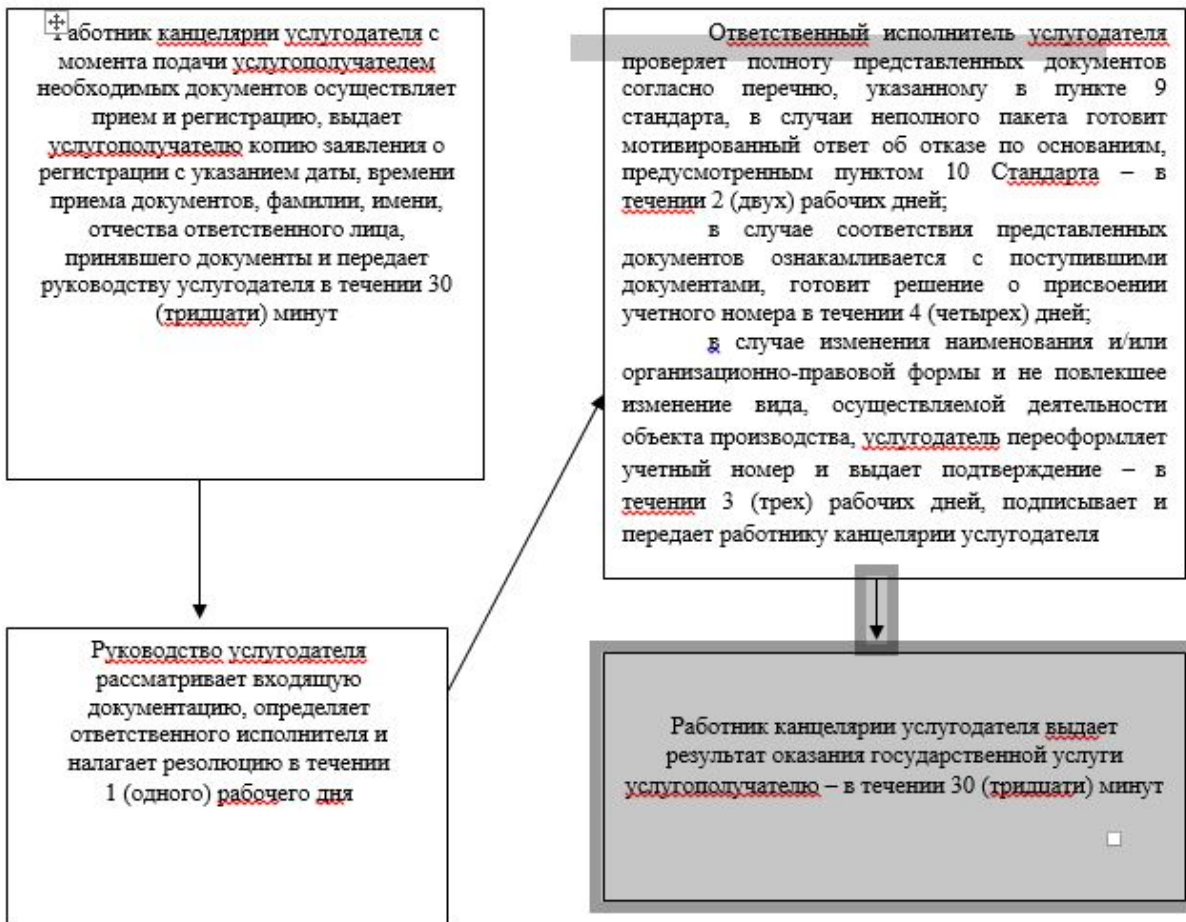 Работник канцелярии услугодателя с
момента подачи услугополучателем
необходимых документов осуществляет
прием и регистрацию, выдает
услугополучателю копию заявления о
регистрации с указанием даты, времени
приема документов, фамилии, имени,
отчества ответственного лица,
принявшего документы и передает
руководству услугодателя в течении 30
(тридцати) минут
Руководство услугодателя
рассматривает входящую
документацию, определяет
ответственного исполнителя и
налагает резолюцию в течении
1 (одного) рабочего дня
Ответственный исполнитель услугодателя
проверяет полноту представленных документов
согласно перечню, указанному в пункте 9
стандарта, в случаи неполного пакета готовит
мотивированный ответ об отказе по основаниям,
предусмотренным пунктом 10 Стандарта – в
течении 2 (двух) рабочих дней;
в случае соответствия представленных
документов ознакамливается с поступившими
документами, готовит решение о присвоении
учетного номера в течении 4 (четырех) дней;
в случае изменения наименования и/или
организационно-правовой формы и не повлекшее
изменение вида, осуществляемой деятельности
объекта производства, услугодатель переоформляет
учетный номер и выдает подтверждение – в
течении 3 (трех) рабочих дней, подписывает и
передает работнику канцелярии услугодателя
Работник канцелярии услугодателя выдает
результат оказания государственной услуги
услугополучателю – в течении 30 (тридцати) минут